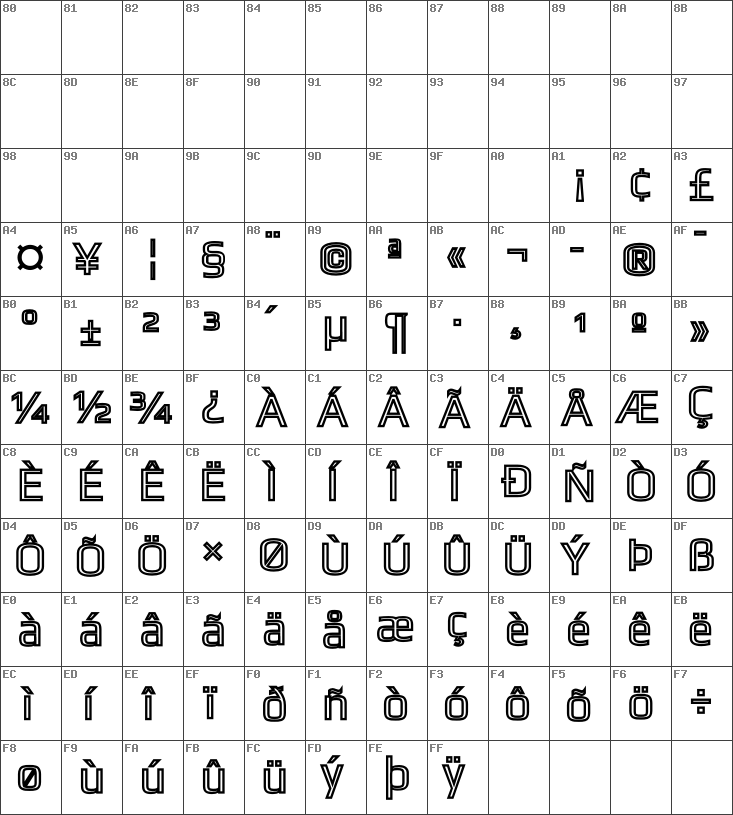 80 81 82 83 84 85 86 87 88 89 8A 8B
8C 8D 8E 8F 90 91 92 93 94 95 96 97
98 99 9A 9B 9C 9D 9E 9F A0 A1 A2 A3
¡ ¢ £
A4 A5 A6 A7 A8 A9 AA AB AC AD AE AF
¤ ¥ ¦ § ¨ © ª « ¬ - ® ¯
B0 B1 B2 B3 B4 B5 B6 B7 B8 B9 BA BB
° ± ² ³ ´ µ ¶ · ¸ ¹ º »
BC BD BE BF C0 C1 C2 C3 C4 C5 C6 C7
¼ ½ ¾ ¿ À Á Â Ã Ä Å Æ Ç
C8 C9 CA CB CC CD CE CF D0 D1 D2 D3
È É Ê Ë Ì Í Î Ï Ð Ñ Ò Ó
D4 D5 D6 D7 D8 D9 DA DB DC DD DE DF
Ô Õ Ö × Ø Ù Ú Û Ü Ý Þ ß
E0 E1 E2 E3 E4 E5 E6 E7 E8 E9 EA EB
à á â ã ä å æ ç è é ê ë
EC ED EE EF F0 F1 F2 F3 F4 F5 F6 F7
ì í î ï ð ñ ò ó ô õ ö ÷
F8 F9 FA FB FC FD FE FF
ø ù ú û ü ý þ ÿ